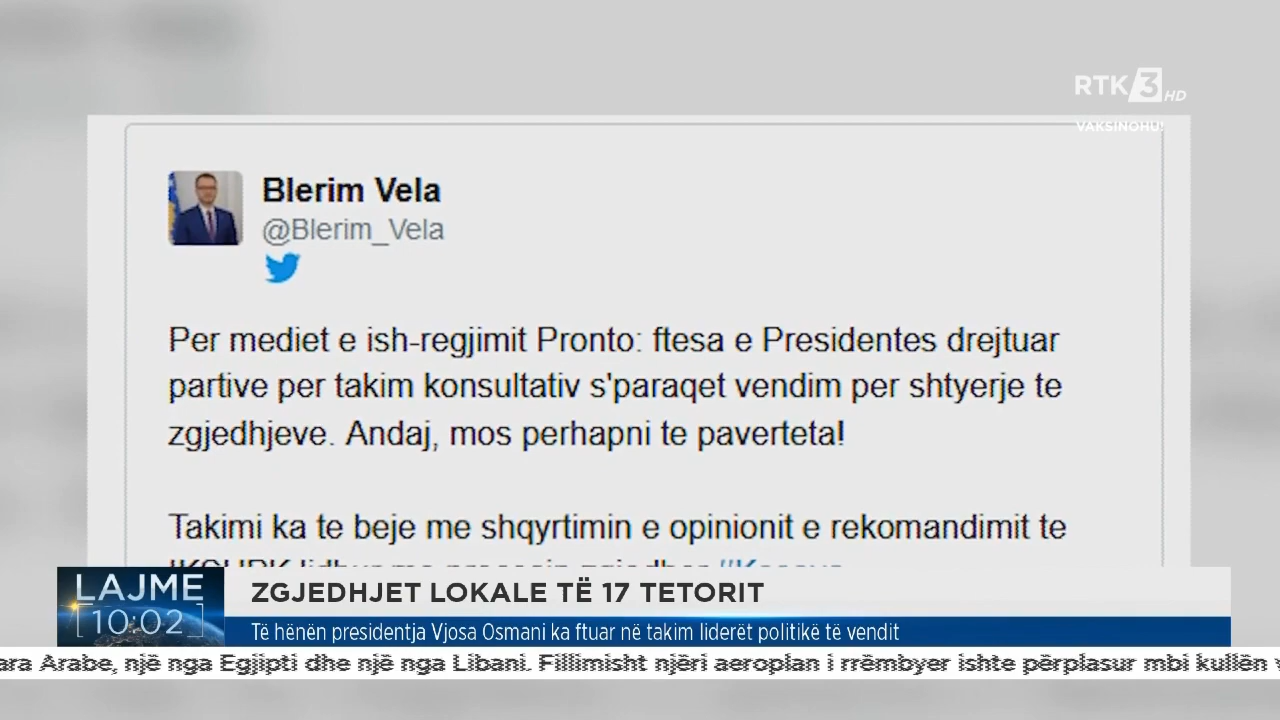 RTK 3 HD
VAKSINOHU!
Blerim Vela
@Blerim_Vela
Per mediet e ish-regjimit Pronto: ftesa e Presidentes drejtuar
partive per takim konsultativ s'paraqet vendim per shtyerje te
zgjedhjeve. Andaj, mos perhapni te paverteta!
Takimi ka te beje me shqyrtimin e opinionit e rekomandimit te
LAJME
10:02
ZGJEDHJET LOKALE TË 17 TETORIT
Të hënën presidentja Vjosa Osmani ka ftuar në takim liderët politikë të vendit
Arabe, një nga Egjipti dhe një nga Libani. Fillimisht njëri aeroplan i rrëmbyer ishte përplasur mbi kullën